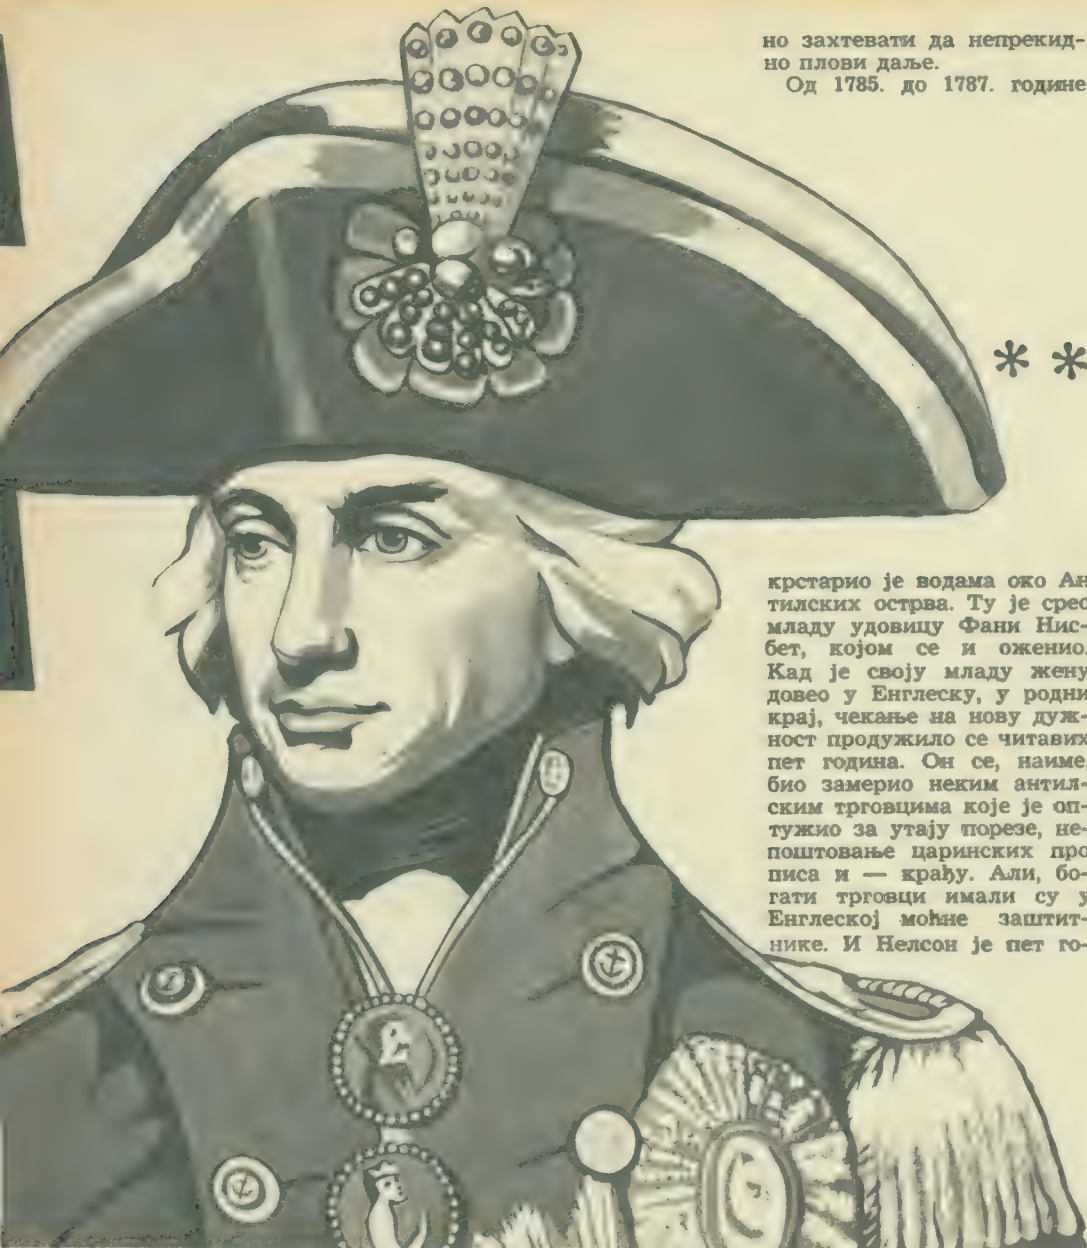 но захтевати да непрекид-
но плови даље.
Од 1785. до 1787. године
* *
крстарио је водама око Ан
тилских острва. Ту је срео
младу удовицу Фани Нис-
бет, којом се и оженио.
Кад је своју младу жену
довео у Енглеску, у родни
крај, чекање на нову дуж-
ност продужило се читавих
пет година. Он се, наиме,
био замерио неким антил-
ским трговцима које је оп-
тужио за утају порезе, не-
поштовање царинских про
писа и — крађу. Али, бо-
гати трговци имали су у
Енглеској моћне заштит-
нике. И Нелсон је пет го-